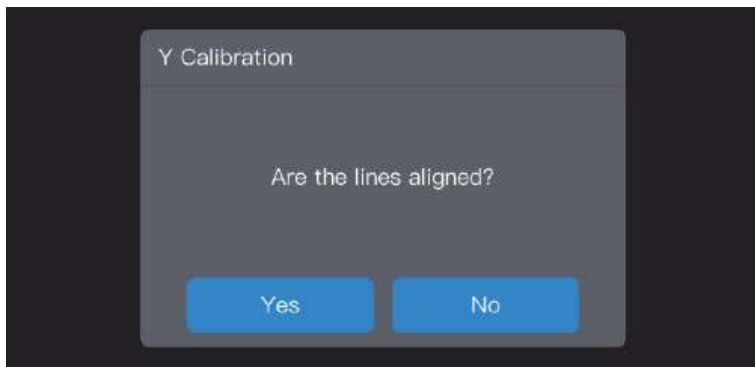 Y Calibration
Are the lines aligned?
Yes
No